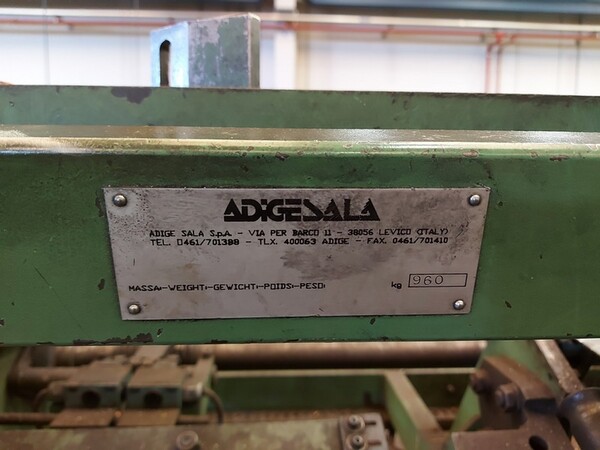 ADIGESALA
ADIGE SALA S.p.A. - VIA PER BARCO 11 - 38056 LEVICO (ITALY)
TEL. 0461/701388 - TLX. 400063 ADIGE - FAX. 0461/701410
MASSA:-WEIGHT:-GEWICHT:-POIDS:-PESO: kg 960